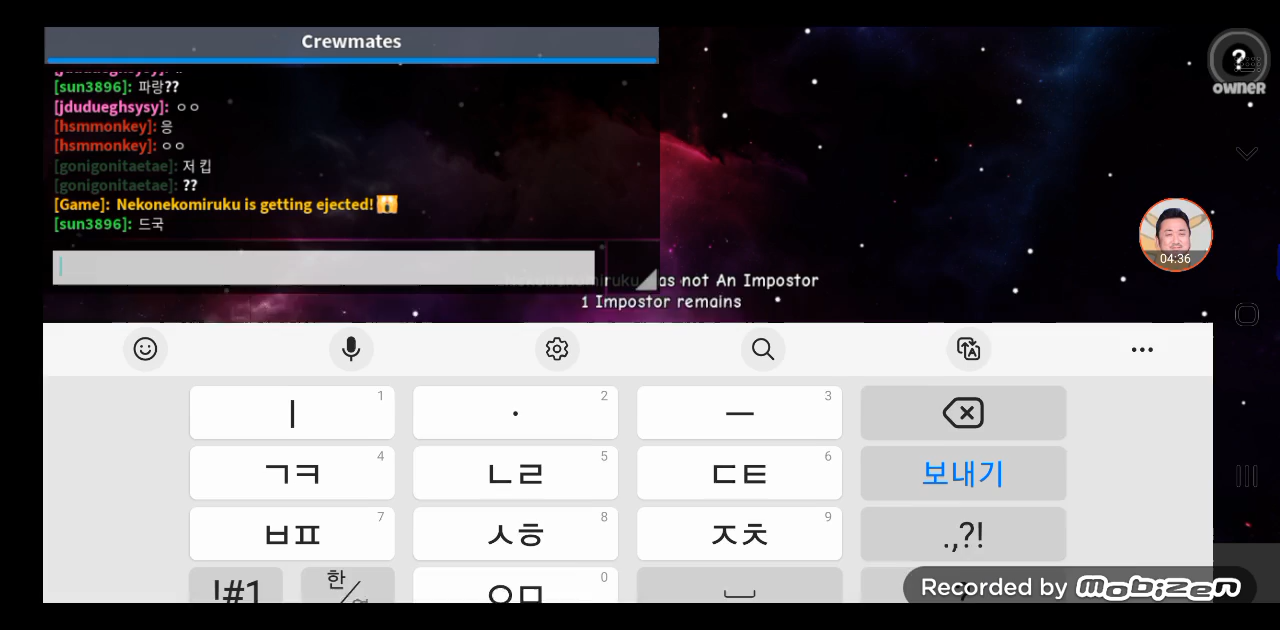 Crewmates
[sun3896]: 파랑??
[jdudueghsysy]: ㅇㅇ
[hsmmonkey]: 응
[hsmmonkey]: ㅇㅇ
[gonigonitaetae]: 저 킵
[gonigonitaetae]: ??
[Game]: Nekonekomiruku is getting ejected!
[sun3896]: 드국
not An Impostor
1 Impostor remains
?
OWNER
04:36
ㅣ 1
· 2
ㅡ 3
ㄱㅋ 4
ㄴㄹ 5
ㄷㅌ 6
보내기
ㅂㅍ 7
ㅅㅎ 8
ㅈㅊ 9
.,?!
!#1
한/
ㅇㅁ 0
Recorded by mobizen